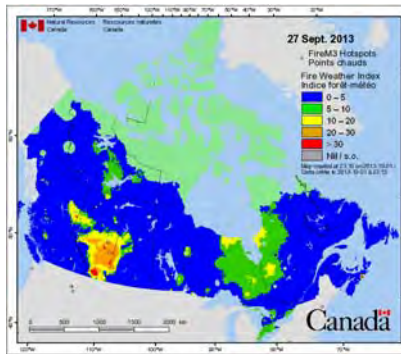 Natural Resources Ressources naturelles
Canada Canada
27 Sept. 2013
FireM3 Hotspots
Points chauds
Fire Weather Index
Indice forêt-météo
0 – 5
5 – 10
10 – 20
20 – 30
> 30
Nil / s.o.
0 500 1000 1500 2000 km
Canada